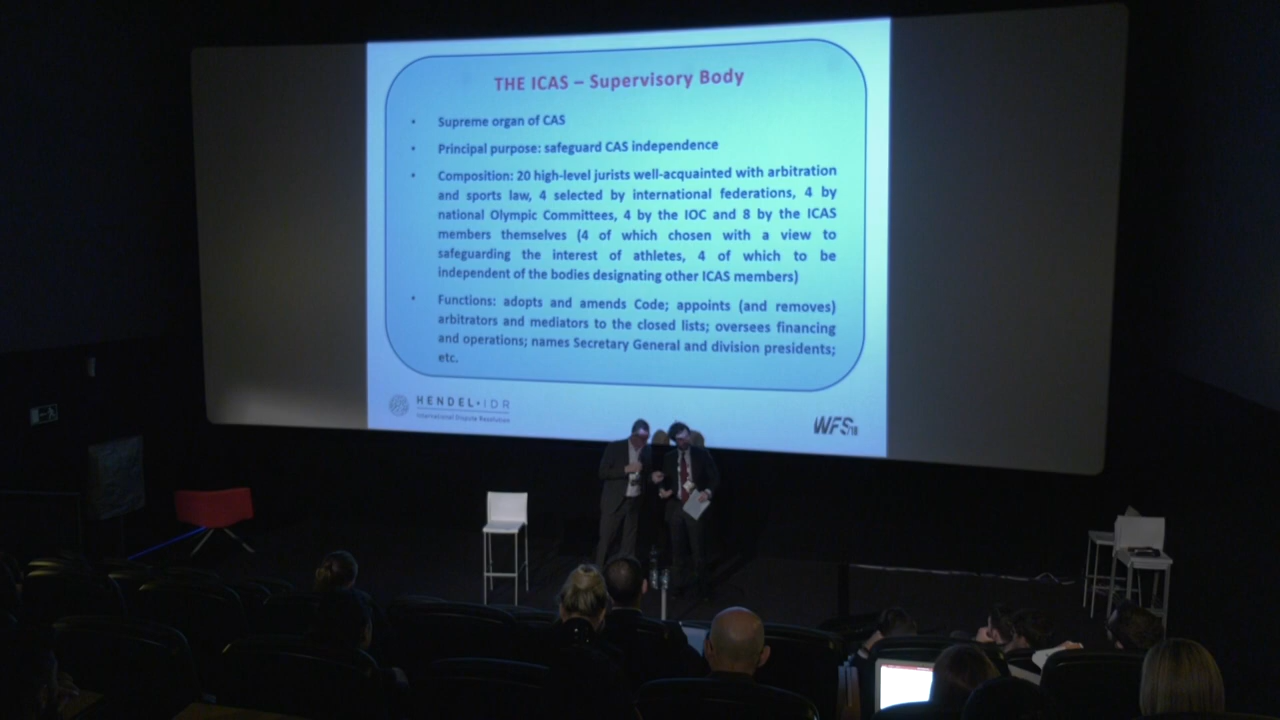 THE ICAS – Supervisory Body
• Supreme organ of CAS
• Principal purpose: safeguard CAS independence
• Composition: 20 high-level jurists well-acquainted with arbitration
and sports law, 4 selected by international federations, 4 by
national Olympic Committees, 4 by the IOC and 8 by the ICAS
members themselves (4 of which chosen with a view to
safeguarding the interest of athletes, 4 of which to be
independent of the bodies designating other ICAS members)
• Functions: adopts and amends Code; appoints (and removes)
arbitrators and mediators to the closed lists; oversees financing
and operations; names Secretary General and division presidents;
etc.
HENDEL•IDR
International Dispute Resolution
WFS/18